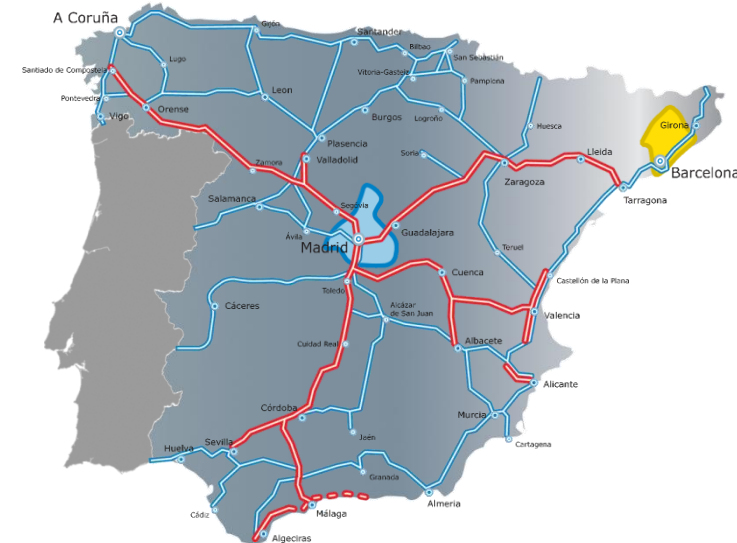 A Coruña
Gijón
Santander
Bilbao
San Sebastián
Lugo
Santiado de Compostela
Vitoria-Gasteiz
Pamplona
Pontevedra
Orense
Leon
Vigo
Burgos
Logroño
Huesca
Girona
Plasencia
Valladolid
Soria
Lleida
Zamora
Zaragoza
Barcelona
Salamanca
Segovia
Tarragona
Ávila
Madrid
Guadalajara
Teruel
Cuenca
Castellón de la Plana
Toledo
Cáceres
Alcázar
de San Juan
Valencia
Cuidad Real
Albacete
Alicante
Córdoba
Murcia
Jaén
Cartagena
Huelva
Sevilla
Granada
Almeria
Cádiz
Málaga
Algeciras